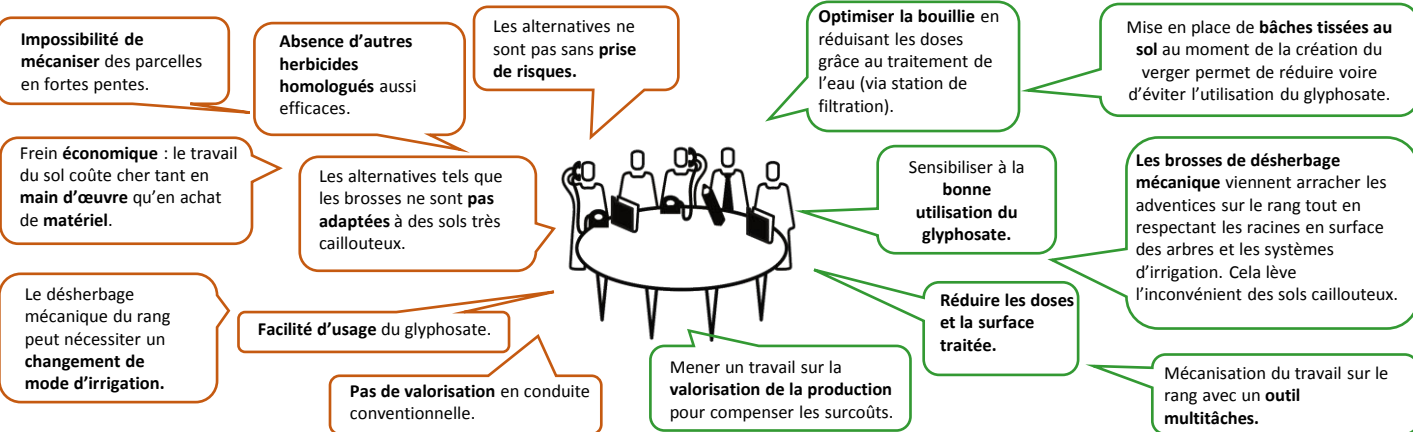 Impossibilité de
mécaniser des parcelles
en fortes pentes.
Absence d'autres
herbicides
homologués aussi
efficaces.
Les alternatives ne
sont pas sans prise
de risques.
Optimiser la bouillie en
réduisant les doses
grâce au traitement de
l'eau (via station de
filtration).
Mise en place de bâches tissées au
sol au moment de la création du
verger permet de réduire voire
d'éviter l'utilisation du glyphosate.
Frein économique : le travail
du sol coûte cher tant en
main d'œuvre qu'en achat
de matériel.
Les alternatives tels que
les brosses ne sont pas
adaptées à des sols très
caillouteux.
Sensibiliser à la
bonne
utilisation du
glyphosate.
Les brosses de désherbage
mécanique viennent arracher les
adventices sur le rang tout en
respectant les racines en surface
des arbres et les systèmes
d'irrigation. Cela lève
l'inconvénient des sols caillouteux.
Le désherbage
mécanique du rang
peut nécessiter un
changement de
mode d'irrigation.
Facilité d'usage du glyphosate.
Réduire les doses
et la surface
traitée.
Pas de valorisation en conduite
conventionnelle.
Mener un travail sur la
valorisation de la production
pour compenser les surcoûts.
Mécanisation du travail sur le
rang avec un outil
multitâches.